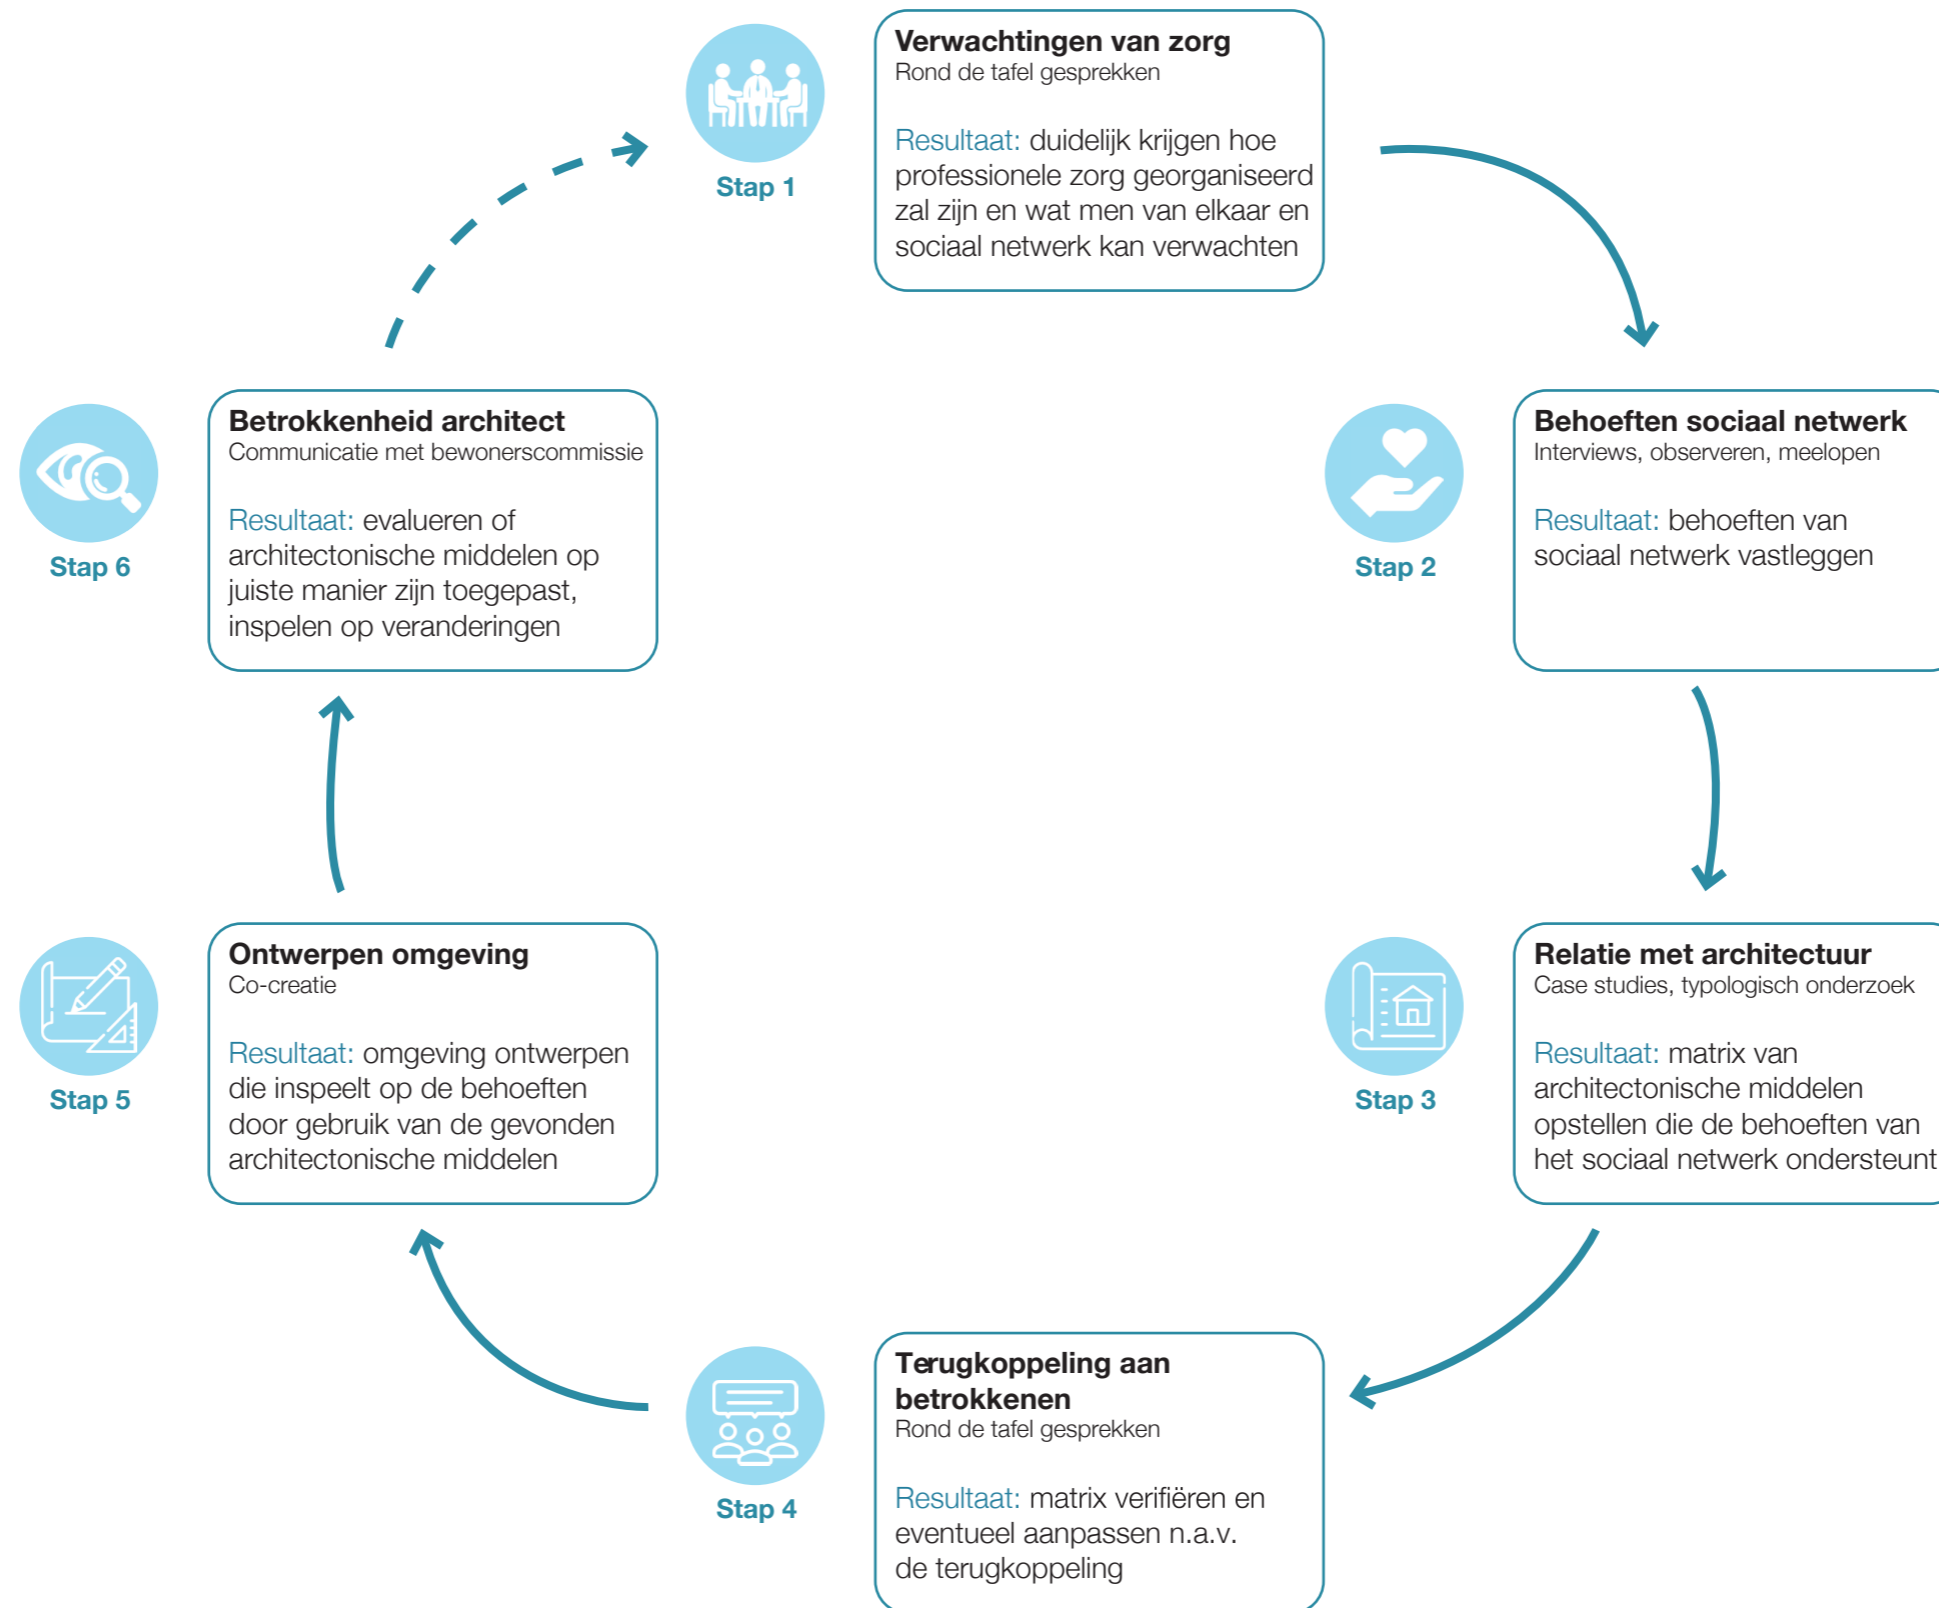 Verwachtingen van zorg
Rond de tafel gesprekken
Resultaat: duidelijk krijgen hoe
professionele zorg georganiseerd
zal zijn en wat men van elkaar en
sociaal netwerk kan verwachten
Stap 1
Behoeften sociaal netwerk
Interviews, observeren, meelopen
Resultaat: behoeften van
sociaal netwerk vastleggen
Stap 2
Relatie met architectuur
Case studies, typologisch onderzoek
Resultaat: matrix van
architectonische middelen
opstellen die de behoeften van
het sociaal netwerk ondersteunt
Stap 3
Terugkoppeling aan
betrokkenen
Rond de tafel gesprekken
Resultaat: matrix verifiëren en
eventueel aanpassen n.a.v.
de terugkoppeling
Stap 4
Ontwerpen omgeving
Co-creatie
Resultaat: omgeving ontwerpen
die inspeelt op de behoeften
door gebruik van de gevonden
architectonische middelen
Stap 5
Betrokkenheid architect
Communicatie met bewonerscommissie
Resultaat: evalueren of
architectonische middelen op
juiste manier zijn toegepast,
inspelen op veranderingen
Stap 6